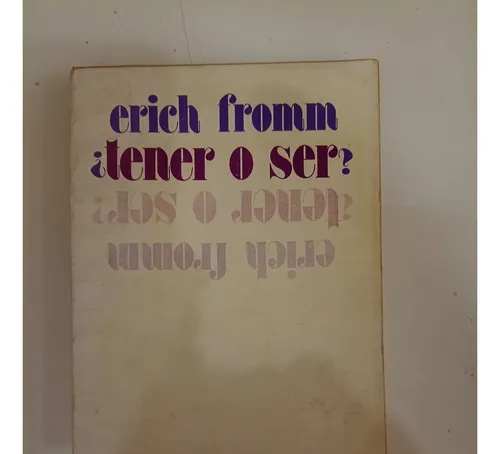 erich fromm
¿tener o ser?
¿tener o ser?
erich fromm